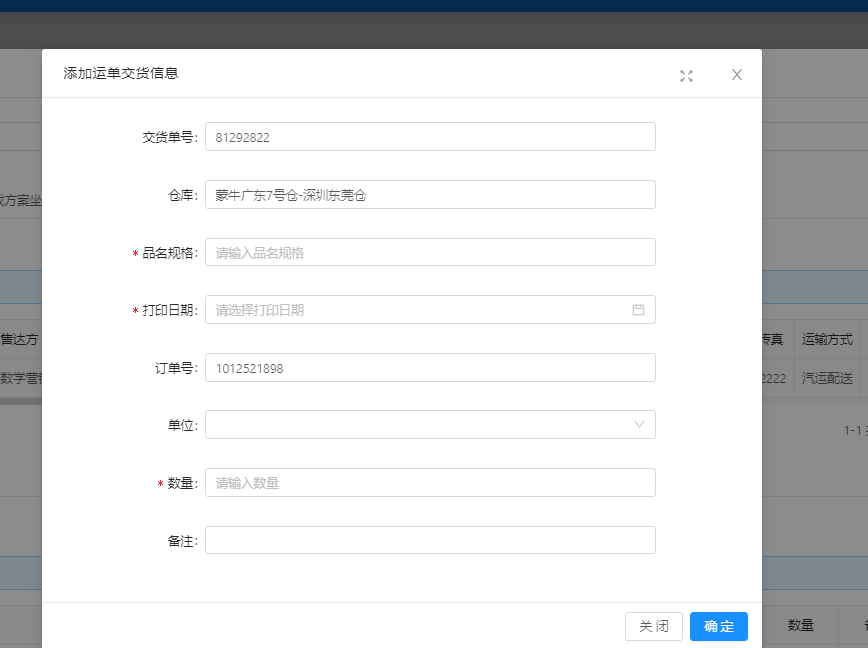 添加运单交货信息
交货单号: 81292822
仓库: 蒙牛广东7号仓-深圳东莞仓
方案坐
* 品名规格: 请输入品名规格
* 打印日期: 请选择打印日期
售达方
传真 运输方式
订单号: 1012521898
数学营
2222 汽运配送
单位:
1-1
* 数量: 请输入数量
备注:
关闭 确定
数量